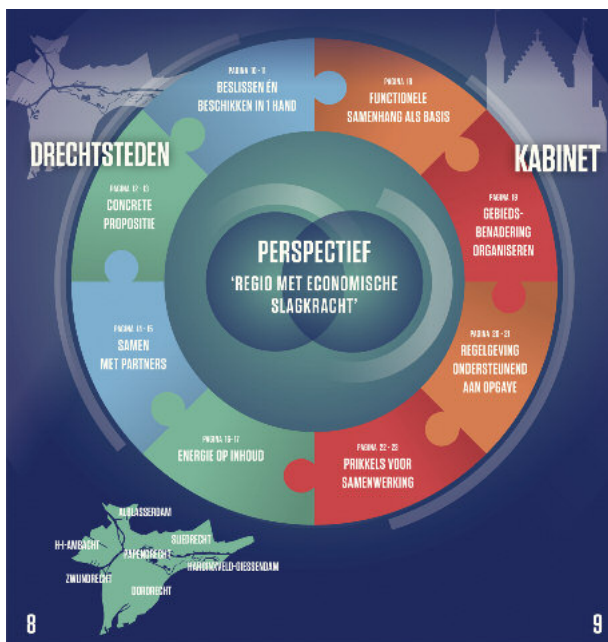 DRECHTSTEDEN
KABINET
PAGINA 10 - 11
BESLISSEN ÉN
BESCHIKKEN IN 1 HAND
PAGINA 12 - 13
CONCRETE
PROPOSITIE
PAGINA 14 - 15
SAMEN
MET PARTNERS
PAGINA 16-17
ENERGIE OP INHOUD
PAGINA 18
FUNCTIONELE
SAMENHANG ALS BASIS
PAGINA 19
GEBIEDS-
BENADERING
ORGANISEREN
PAGINA 20 - 21
REGELGEVING
ONDERSTEUNEND
AAN OPGAVE
PAGINA 22 - 23
PRIKKELS VOOR
SAMENWERKING
PERSPECTIEF
'REGIO MET ECONOMISCHE
SLAGKRACHT'
ALBLASSERDAM
H-I-AMBACHT
SLIEDRECHT
PAPENDRECHT
HARDINXVELD-GIESSENDAM
ZWIJNDRECHT
DORDRECHT
8
9